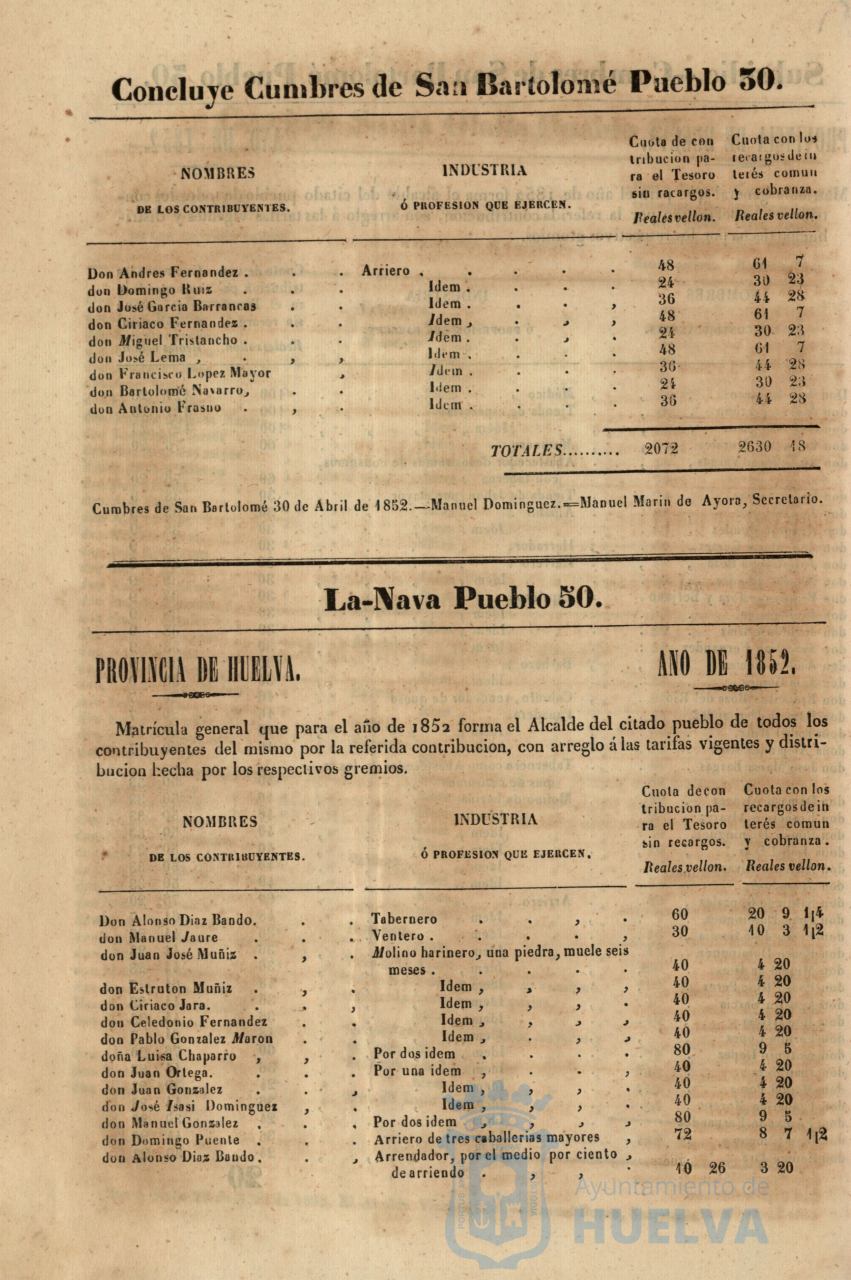 Concluye Cumbres de San Bartolomé Pueblo 50.
NOMBRES
DE LOS CONTRIBUYENTES.
INDUSTRIA
Ó PROFESION QUE EJERCEN.
Cuota de con
tribucion pa-
ra el Tesoro
sin racargos.
Reales vellon.
Cuota con los
recargos de in
terés comun
y cobranza.
Reales vellon.
Don Andres Fernandez . . . Arriero . . . . . 48 61 7
don Domingo Ruiz . . . Idem . . . . 24 30 23
don José Garcia Barrancas . . Idem . . . , 36 44 28
don Ciriaco Fernandez . . . Idem , . , , 48 61 7
don Miguel Tristancho . . . Idem . . . . 24 30 23
don José Lema , . , , Idem . . . . 48 61 7
don Francisco Lopez Mayor , Idem . . . . 36 44 28
don Bartolomé Navarro, . . Idem . . . . 24 30 23
don Antonio Frasno . , . Idem . . . . 36 44 28
TOTALES.......... 2072 2630 18
Cumbres de San Bartolomé 30 de Abril de 1852.—Manuel Dominguez.=Manuel Marin de Ayora, Secretario.
La-Nava Pueblo 50.
PROVINCIA DE HUELVA.
AÑO DE 1852.
Matrícula general que para el año de 1852 forma el Alcalde del citado pueblo de todos los
contribuyentes del mismo por la referida contribucion, con arreglo á las tarifas vigentes y distri-
bucion hecha por los respectivos gremios.
NOMBRES
DE LOS CONTRIBUYENTES.
INDUSTRIA
Ó PROFESION QUE EJERCEN.
Cuota de con
tribucion pa-
ra el Tesoro
sin recargos.
Reales vellon.
Cuota con los
recargos de in
terés comun
y cobranza.
Reales vellon.
Don Alonso Diaz Bando. . . Tabernero . . , . 60 20 9 1|4
don Manuel Jaure . . . Ventero . . . . , 30 10 3 1|2
don Juan José Muñiz . , . Molino harinero, una piedra, muele seis
meses . . . . . 40 4 20
don Estruton Muñiz . , . Idem , , , , 40 4 20
don Ciriaco Jara. . , , Idem , , , . 40 4 20
don Celedonio Fernandez . . Idem , , , , 40 4 20
don Pablo Gonzalez Maron . . Idem , . , , 40 4 20
doña Luisa Chaparro , , . Por dos idem . . . . 80 9 5
don Juan Ortega. . . . Por una idem , . . , 40 4 20
don Juan Gonzalez . . , Idem , , , . 40 4 20
don José Isasi Dominguez , . Idem , , , . 40 4 20
don Manuel Gonzalez . . , Por dos idem , , , , 80 9 5
don Domingo Puente . . . Arriero de tres caballerias mayores , 72 8 7 1|2
don Alonso Diaz Bando . . , Arrendador, por el medio por ciento ,
de arriendo . , , . 10 26 3 20
Ayuntamiento de
HUELVA